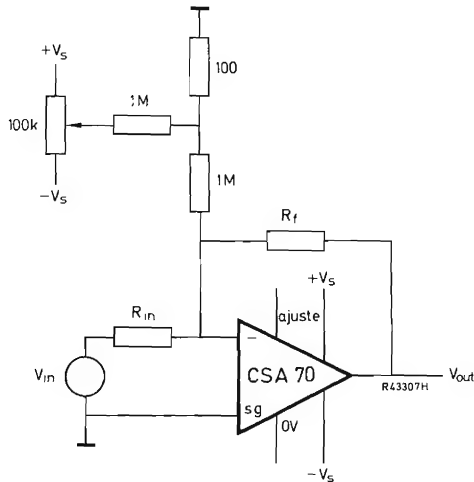 100
+Vs
1M
100k
-Vs
1M
Rf
+Vs
Rin
ajuste
-
Vin
CSA 70
Vout
R43307H
sg
0V
-Vs